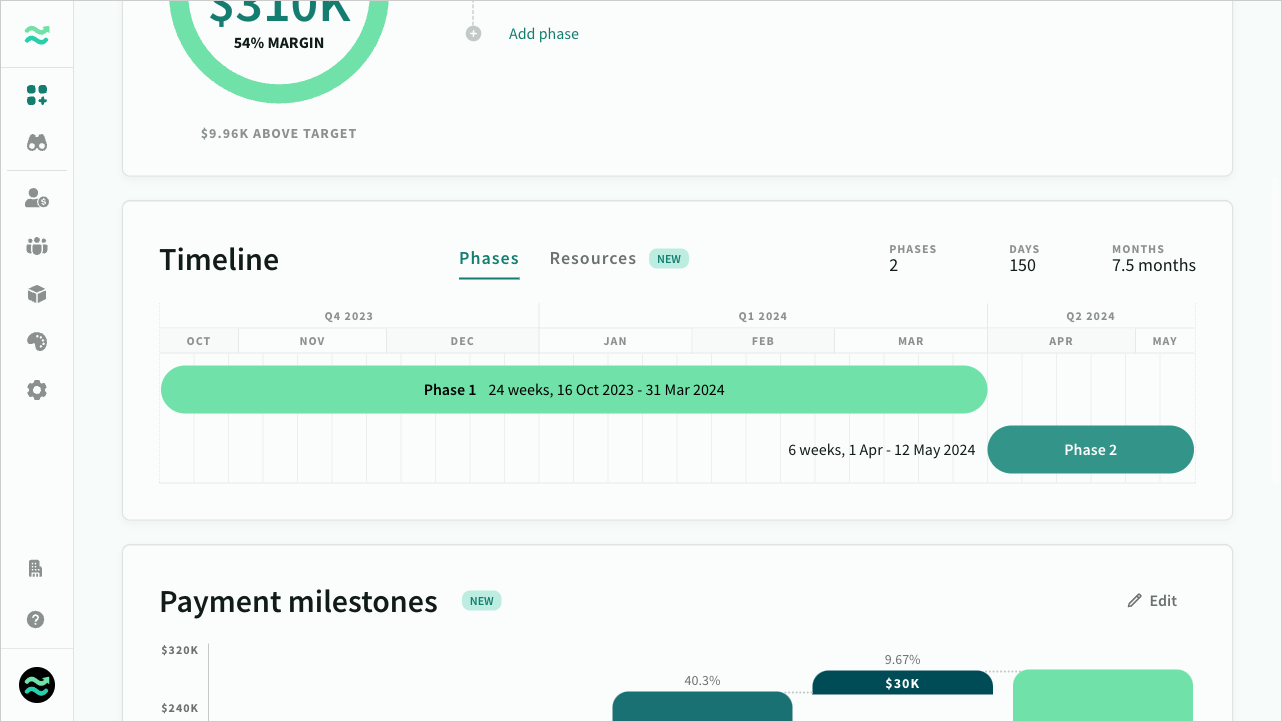 $310K
54% MARGIN
$9.96K ABOVE TARGET
Add phase
Timeline
Phases
Resources
NEW
PHASES
2
DAYS
150
MONTHS
7.5 months
Q4 2023
Q1 2024
Q2 2024
OCT
NOV
DEC
JAN
FEB
MAR
APR
MAY
Phase 1 24 weeks, 16 Oct 2023 - 31 Mar 2024
6 weeks, 1 Apr - 12 May 2024
Phase 2
Payment milestones
NEW
Edit
$320K
9.67%
40.3%
$30K
$240K